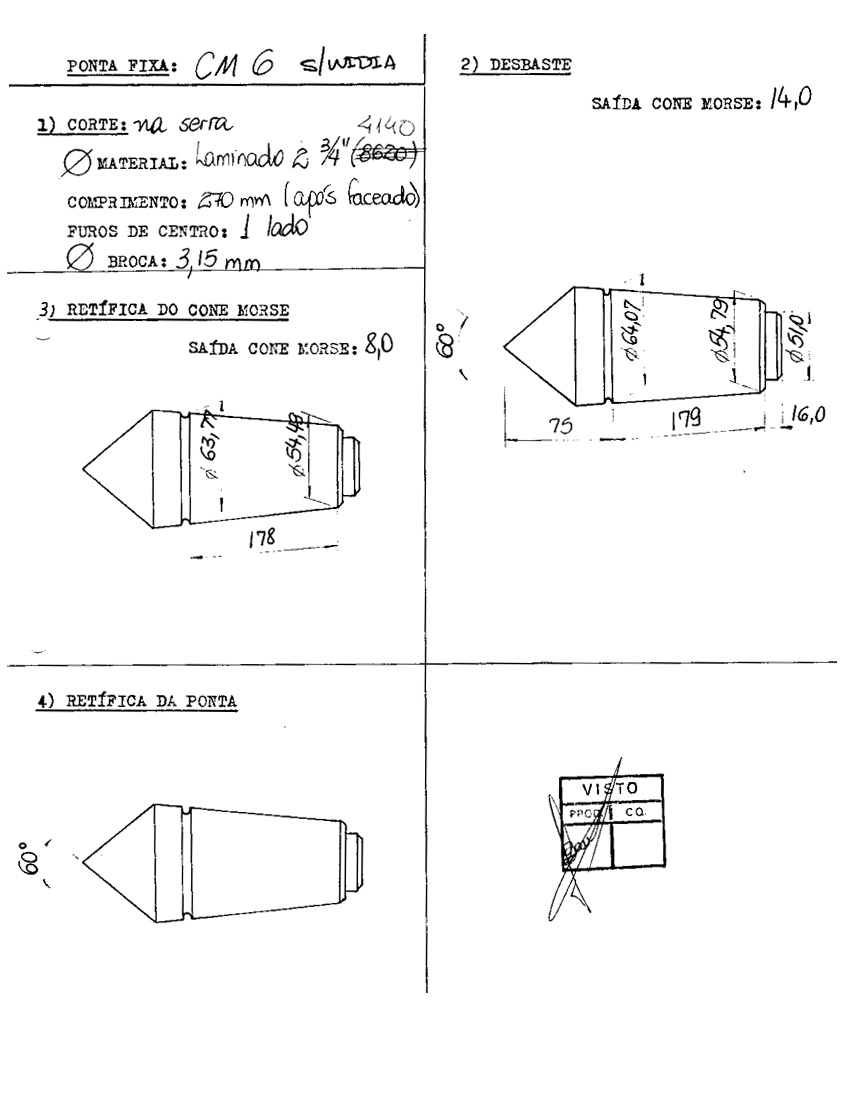 PONTA FIXA: CM 6 s/WIDIA
1) CORTE: na serra
4140
Ø MATERIAL: Laminado 2 3/4" (8620)
COMPRIMENTO: 270 mm (após faceado)
FUROS DE CENTRO: 1 lado
Ø BROCA: 3,15 mm
2) DESBASTE
SAÍDA CONE MORSE: 14,0
60°
1
ø64,07
ø54,79
ø51,0
75
179
16,0
3) RETÍFICA DO CONE MORSE
SAÍDA CONE MORSE: 8,0
1
ø 63,77
ø54,48
178
4) RETÍFICA DA PONTA
60°
VISTO
PROD. CQ.